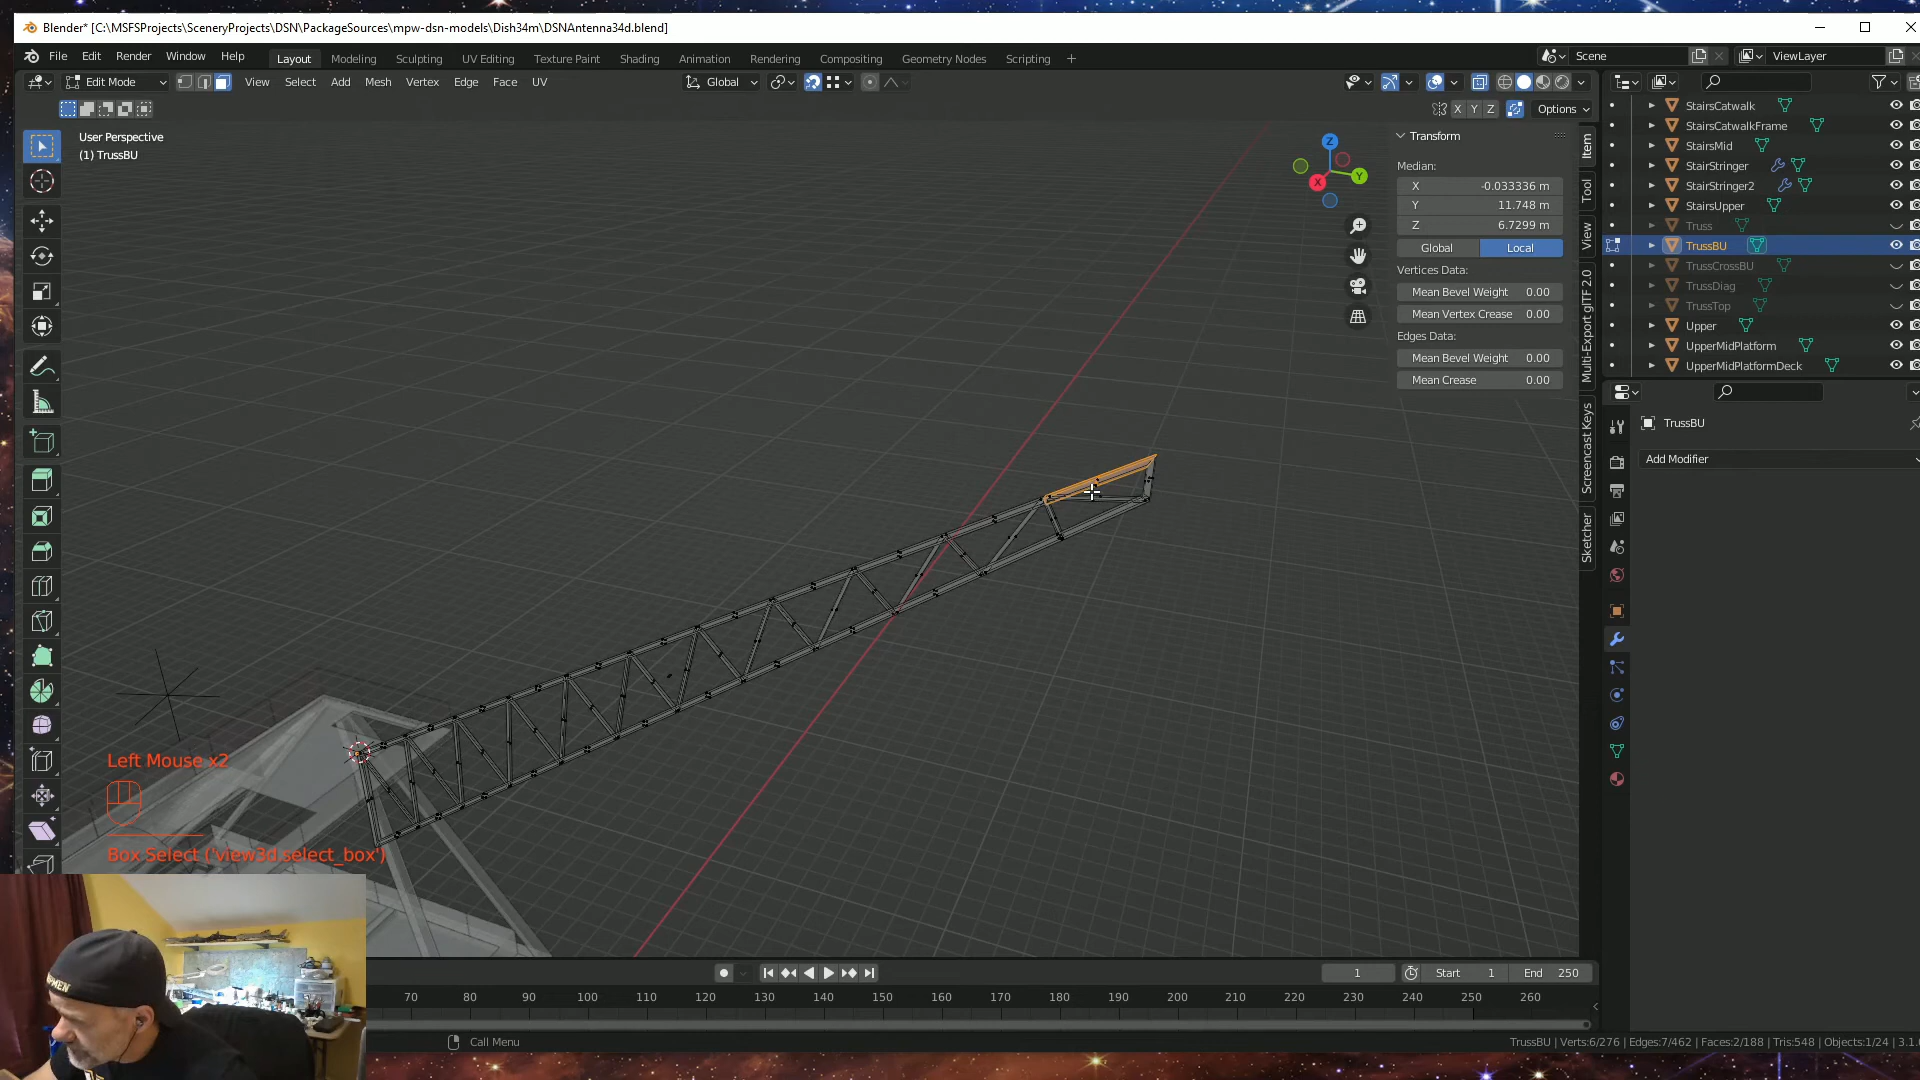 Blender* [C:\MSFSProjects\SceneryProjects\DSN\PackageSources\mpw-dsn-models\Dish34m\DSNAntenna34d.blend]
File Edit Render Window Help Layout Modeling Sculpting UV Editing Texture Paint Shading Animation Rendering Compositing Geometry Nodes Scripting + Scene ViewLayer
Edit Mode View Select Add Mesh Vertex Edge Face UV Global
X Y Z Options
User Perspective
(1) TrussBU
Z
Y
X
Transform
Median:
X -0.033336 m
Y 11.748 m
Z 6.7299 m
Global Local
Vertices Data:
Mean Bevel Weight 0.00
Mean Vertex Crease 0.00
Edges Data:
Mean Bevel Weight 0.00
Mean Crease 0.00
Item
Tool
View
Multi-Export glTF 2.0
Screencast Keys
Sketcher
StairsCatwalk
StairsCatwalkFrame
StairsMid
StairStringer
StairStringer2
StairsUpper
Truss
TrussBU
TrussCrossBU
TrussDiag
TrussTop
Upper
UpperMidPlatform
UpperMidPlatformDeck
TrussBU
Add Modifier
Left Mouse x2
Box Select ('view3d.select_box')
1 Start 1 End 250
70 80 90 100 110 120 130 140 150 160 170 180 190 200 210 220 230 240 250 260
Call Menu
TrussBU | Verts:6/276 | Edges:7/462 | Faces:2/188 | Tris:548 | Objects:1/24 | 3.1.